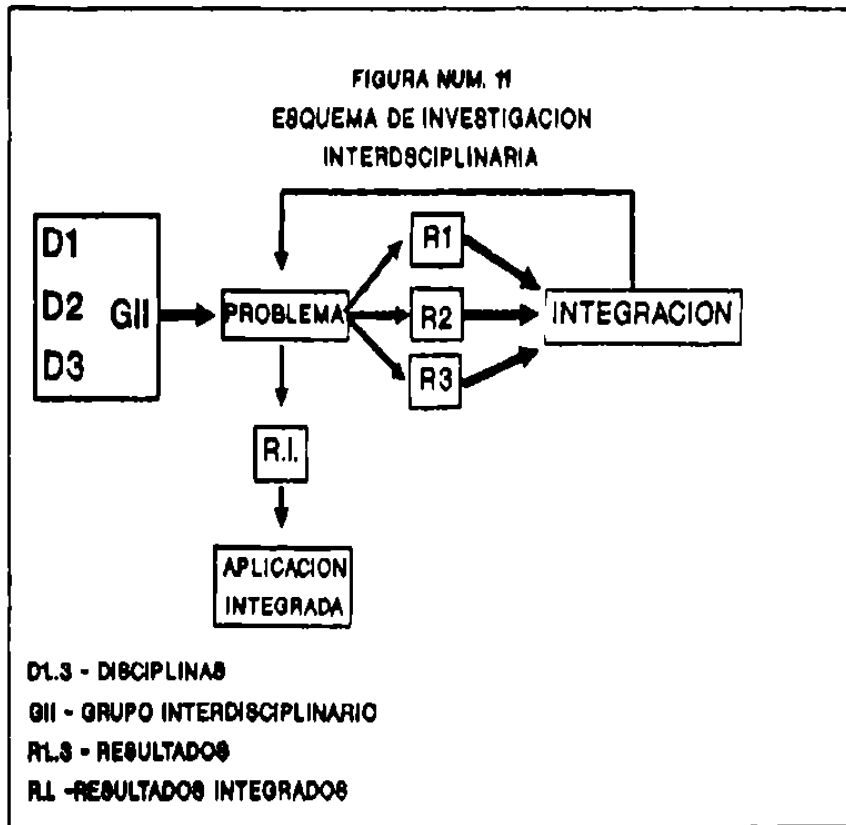 FIGURA NUM. 11
ESQUEMA DE INVESTIGACION
INTERDSCIPLINARIA
D1
D2 GII
D3
PROBLEMA
R1
R2
R3
INTEGRACION
R.I.
APLICACION
INTEGRADA
D1..3 - DISCIPLINAS
GII - GRUPO INTERDISCIPLINARIO
R1..3 - RESULTADOS
R.I. -RESULTADOS INTEGRADOS